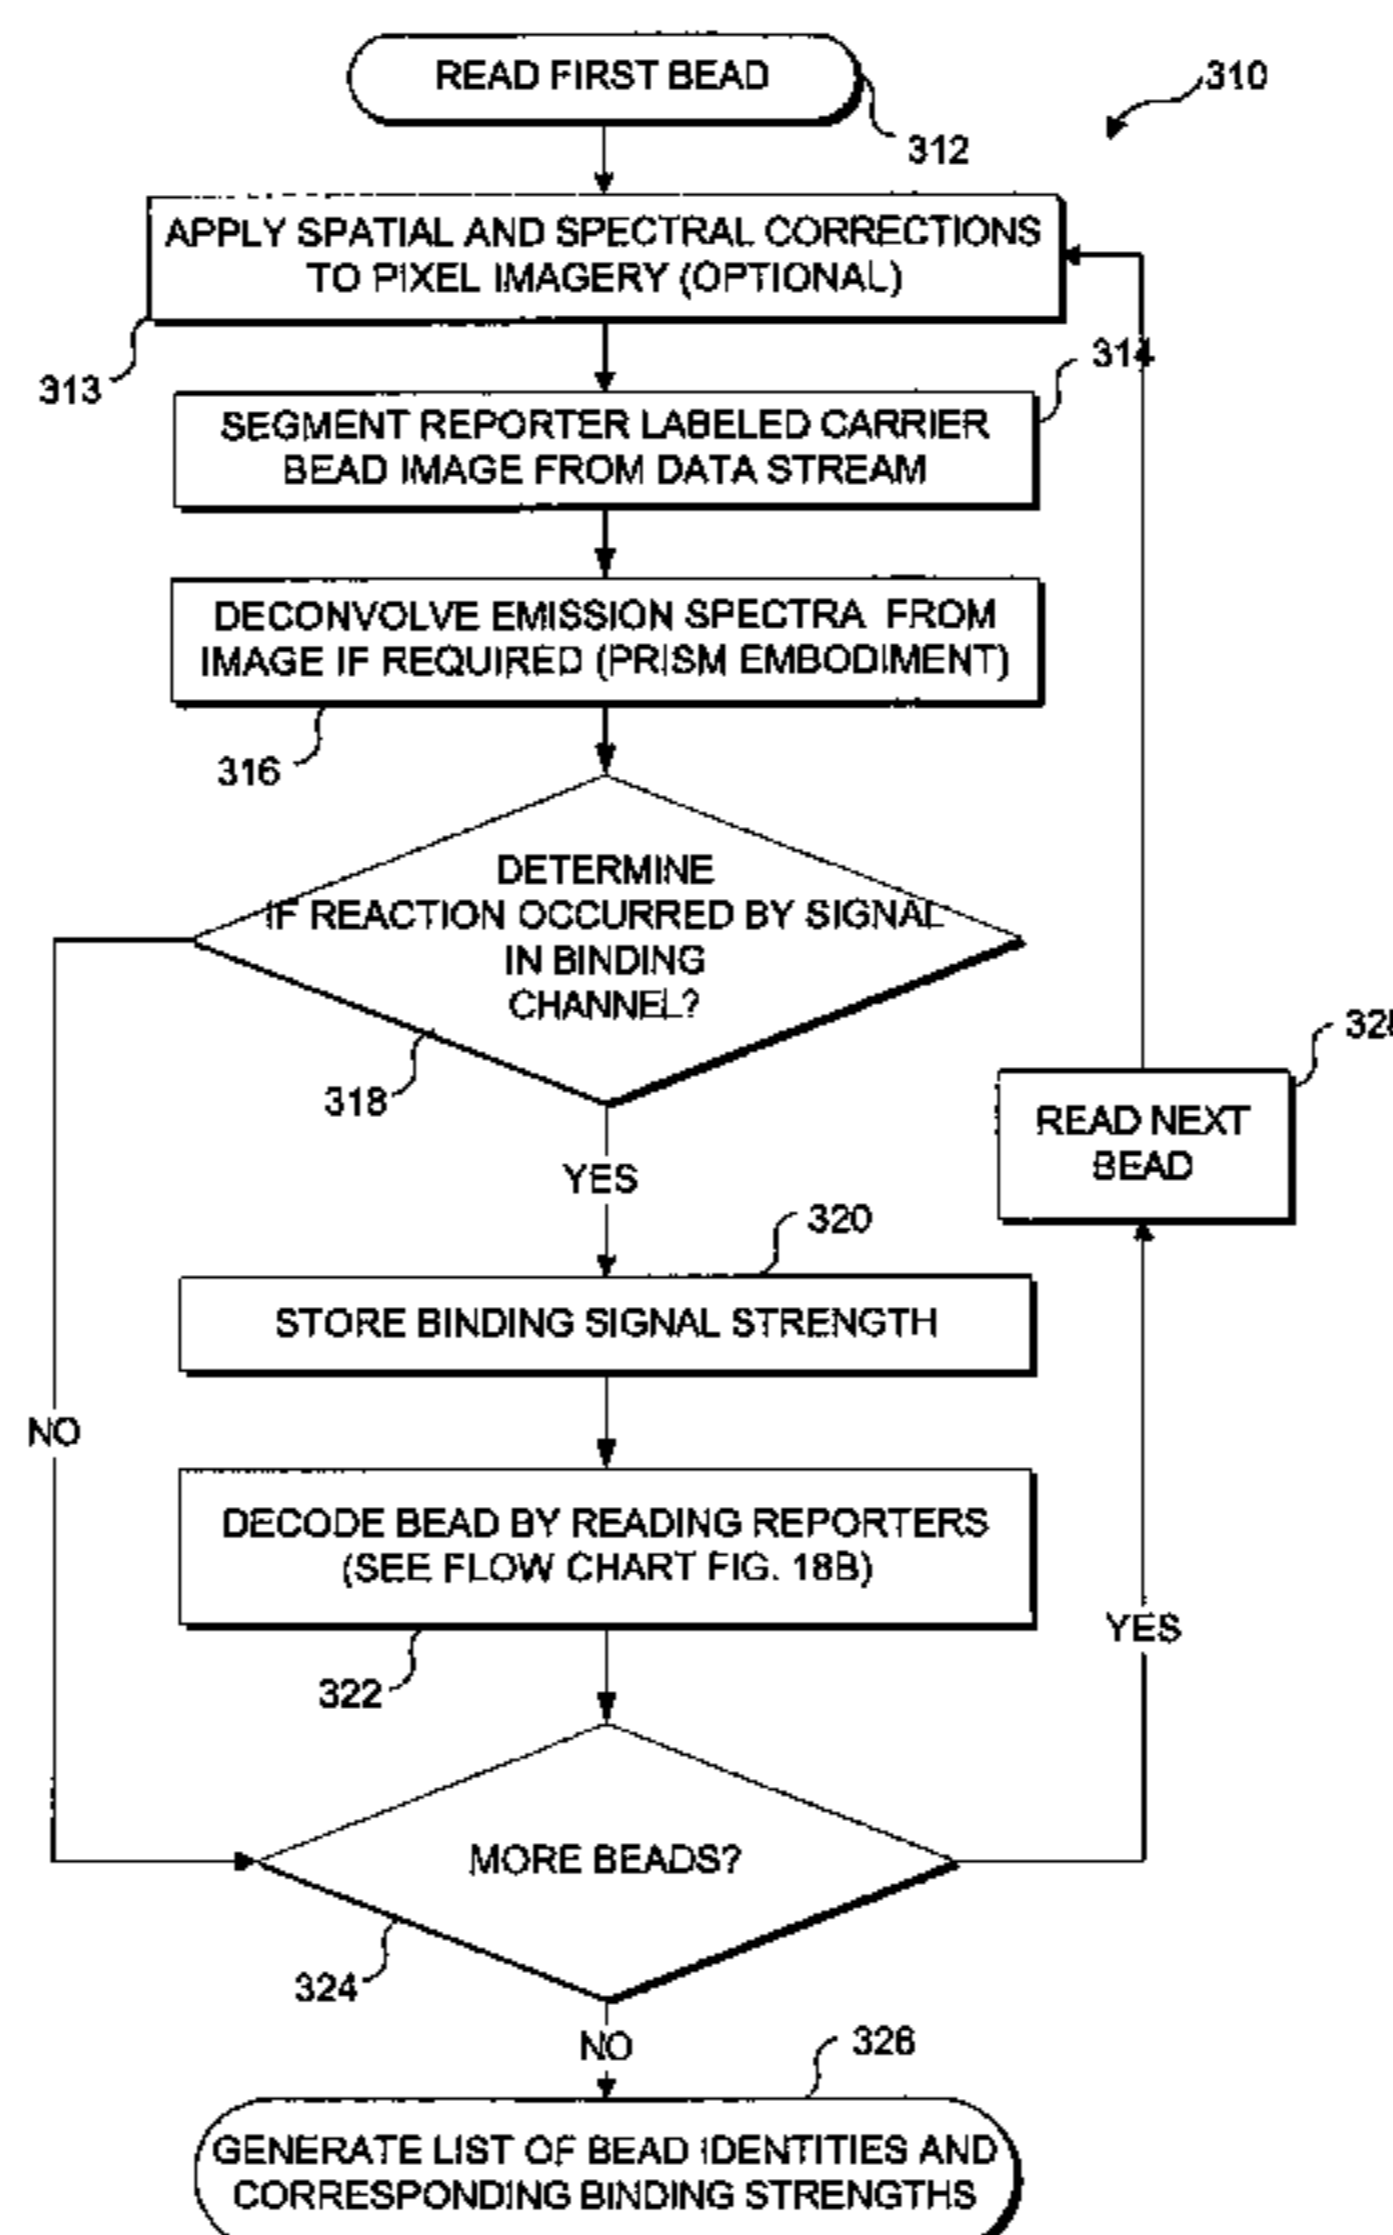 READ FIRST BEAD
310
312
APPLY SPATIAL AND SPECTRAL CORRECTIONS
TO PIXEL IMAGERY (OPTIONAL)
313
314
SEGMENT REPORTER LABELED CARRIER
BEAD IMAGE FROM DATA STREAM
DECONVOLVE EMISSION SPECTRA FROM
IMAGE IF REQUIRED (PRISM EMBODIMENT)
316
DETERMINE
IF REACTION OCCURRED BY SIGNAL
IN BINDING
CHANNEL?
318
READ NEXT
BEAD
YES
320
STORE BINDING SIGNAL STRENGTH
NO
DECODE BEAD BY READING REPORTERS
(SEE FLOW CHART FIG. 18B)
322
YES
MORE BEADS?
324
NO
326
GENERATE LIST OF BEAD IDENTITIES AND
CORRESPONDING BINDING STRENGTHS